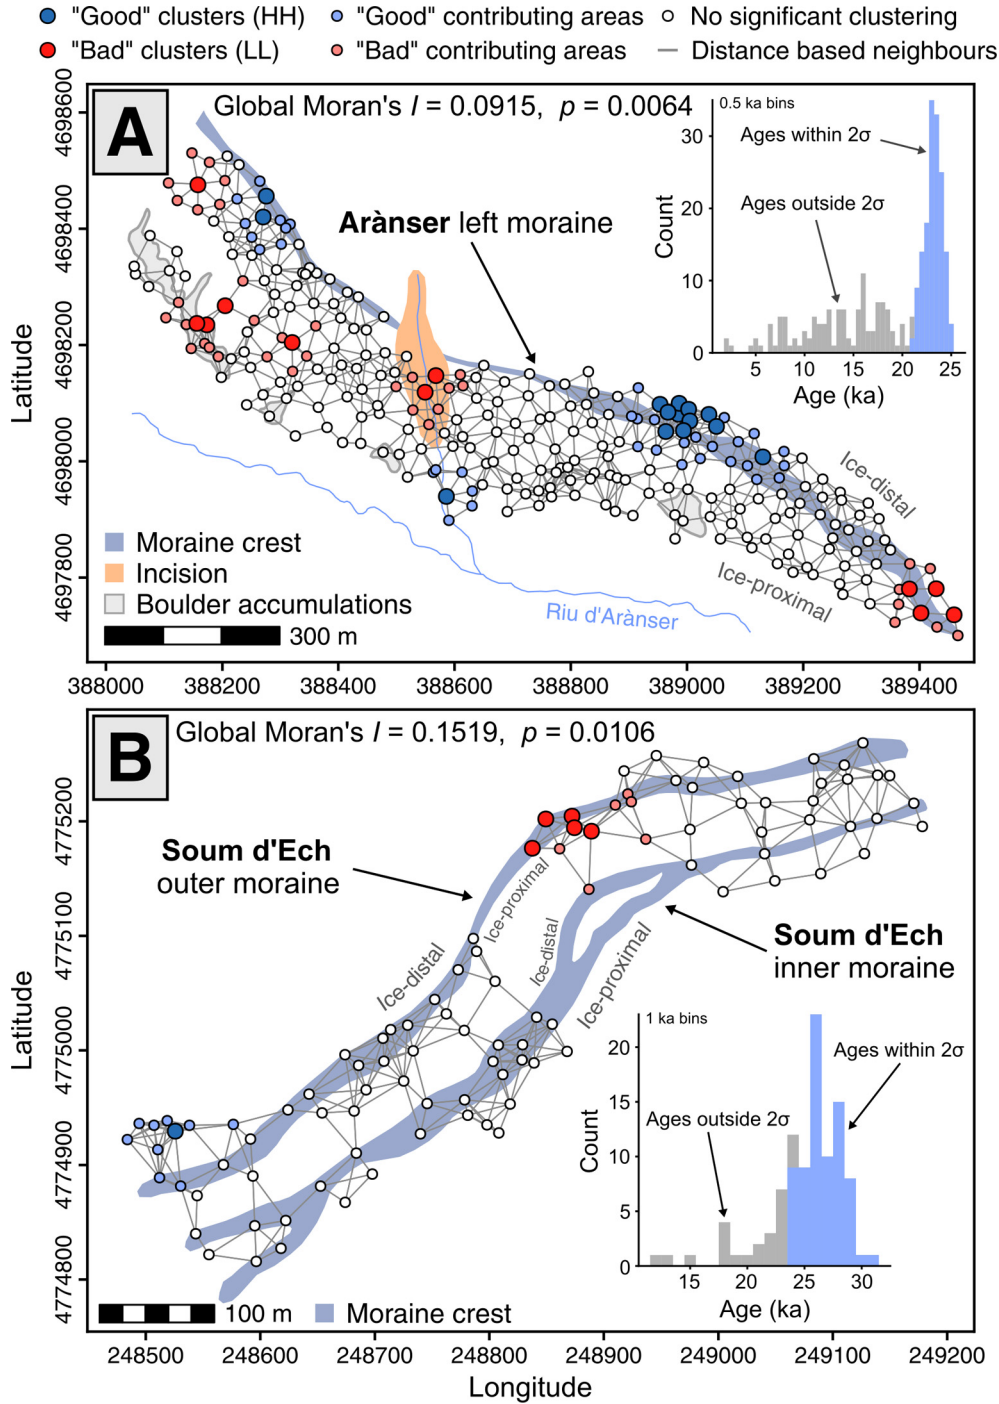 "Good" clusters (HH) "Good" contributing areas No significant clustering
"Bad" clusters (LL) "Bad" contributing areas Distance based neighbours
A
Global Moran's I = 0.0915, p = 0.0064
0.5 ka bins
Ages within 2σ
Ages outside 2σ
Count
30
20
10
0
5 10 15 20 25
Age (ka)
Arànser left moraine
Ice-distal
Ice-proximal
Riu d'Arànser
Moraine crest
Incision
Boulder accumulations
300 m
Latitude
4698600
4698400
4698200
4698000
4697800
388000 388200 388400 388600 388800 389000 389200 389400
B
Global Moran's I = 0.1519, p = 0.0106
Soum d'Ech
outer moraine
Ice-proximal
Ice-distal
Ice-distal
Ice-proximal
Soum d'Ech
inner moraine
1 ka bins
Ages within 2σ
Ages outside 2σ
Count
20
15
10
5
0
15 20 25 30
Age (ka)
100 m
Moraine crest
Latitude
4775200
4775100
4775000
4774900
4774800
248500 248600 248700 248800 248900 249000 249100 249200
Longitude